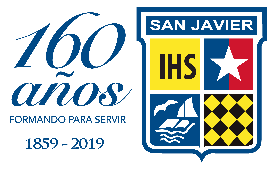 160
años
FORMANDO PARA SERVIR
1859 - 2019
SAN JAVIER
IHS